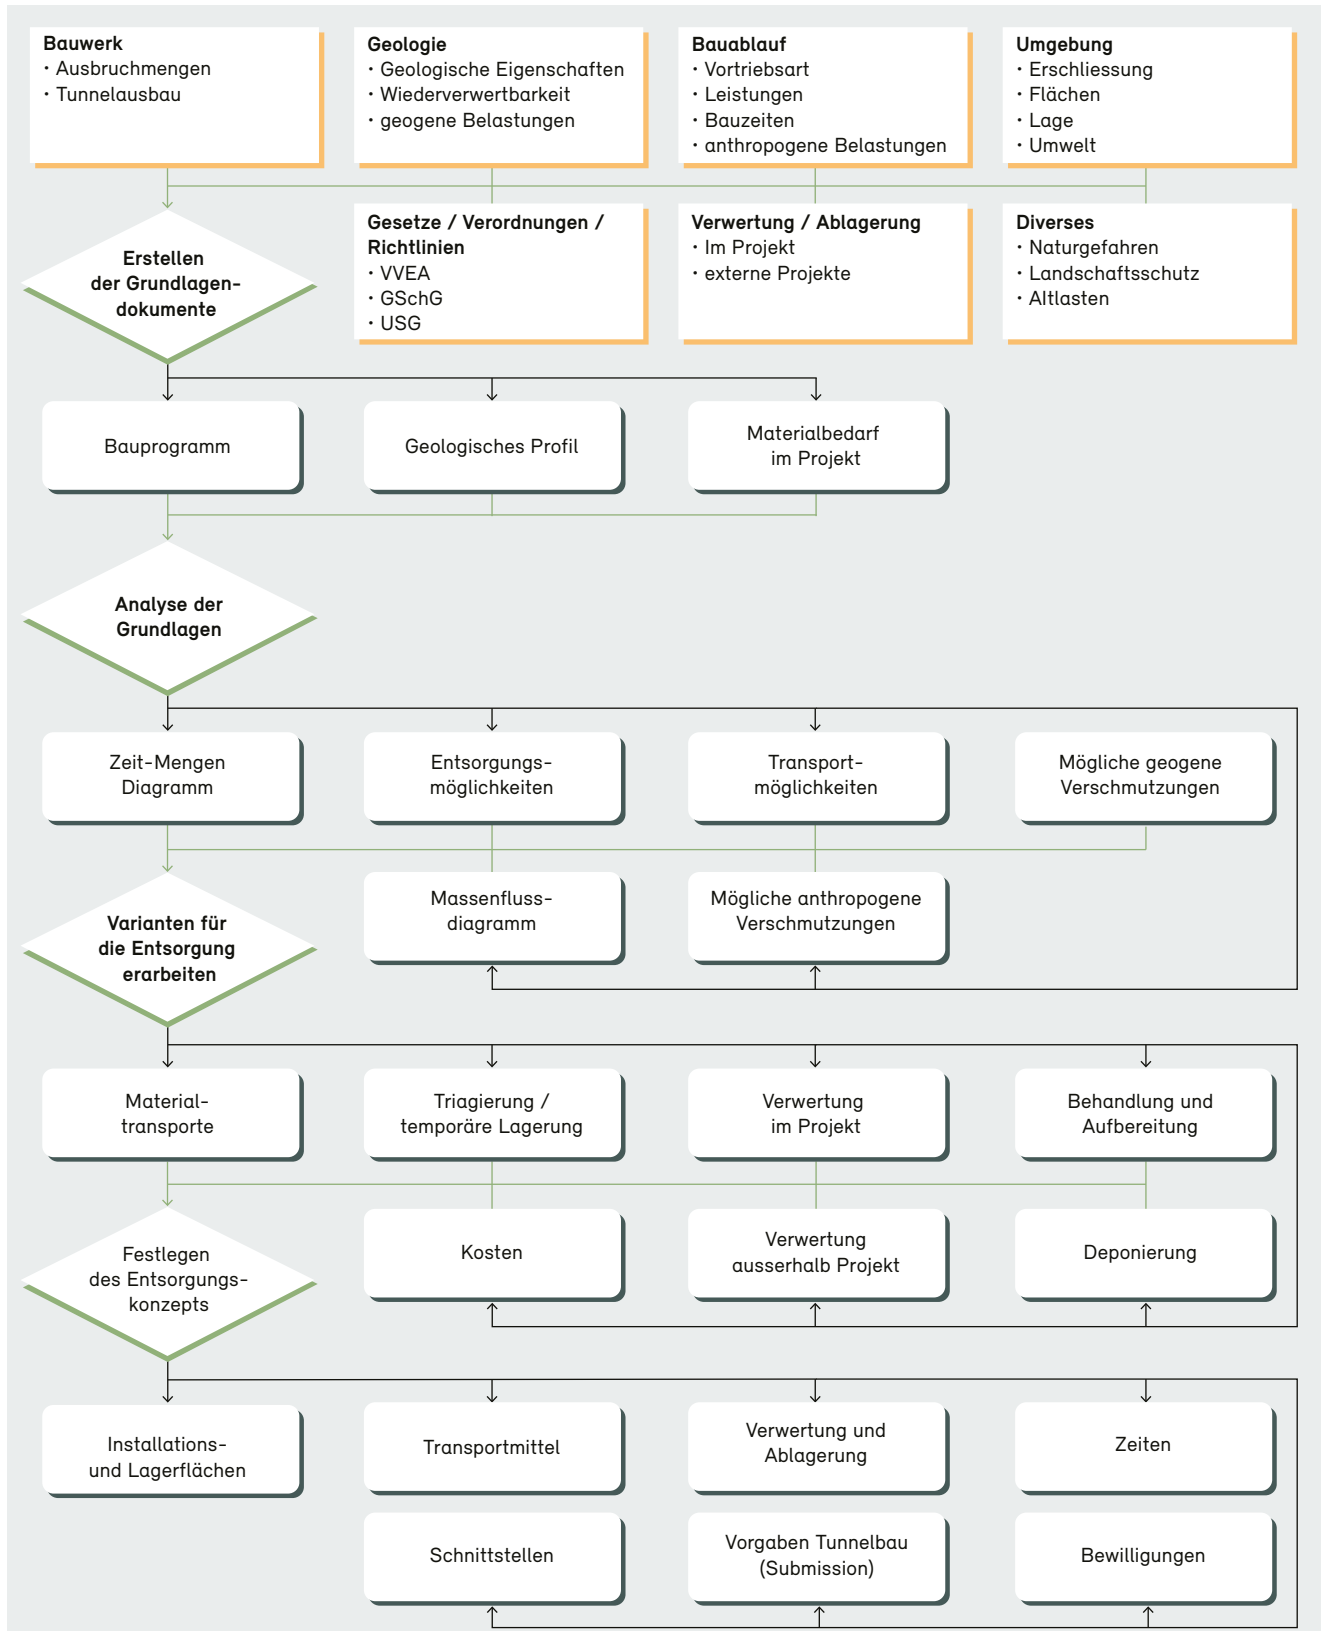 Bauwerk
· Ausbruchmengen
· Tunnelausbau
Geologie
· Geologische Eigenschaften
· Wiederverwertbarkeit
· geogene Belastungen
Bauablauf
· Vortriebsart
· Leistungen
· Bauzeiten
· anthropogene Belastungen
Umgebung
· Erschliessung
· Flächen
· Lage
· Umwelt
Erstellen
der Grundlagen-
dokumente
Gesetze / Verordnungen /
Richtlinien
· VVEA
· GSchG
· USG
Verwertung / Ablagerung
· Im Projekt
· externe Projekte
Diverses
· Naturgefahren
· Landschaftsschutz
· Altlasten
Bauprogramm
Geologisches Profil
Materialbedarf
im Projekt
Analyse der
Grundlagen
Zeit-Mengen
Diagramm
Entsorgungs-
möglichkeiten
Transport-
möglichkeiten
Mögliche geogene
Verschmutzungen
Varianten für
die Entsorgung
erarbeiten
Massenfluss-
diagramm
Mögliche anthropogene
Verschmutzungen
Material-
transporte
Triagierung /
temporäre Lagerung
Verwertung
im Projekt
Behandlung und
Aufbereitung
Festlegen
des Entsorgungs-
konzepts
Kosten
Verwertung
ausserhalb Projekt
Deponierung
Installations-
und Lagerflächen
Transportmittel
Verwertung und
Ablagerung
Zeiten
Schnittstellen
Vorgaben Tunnelbau
(Submission)
Bewilligungen